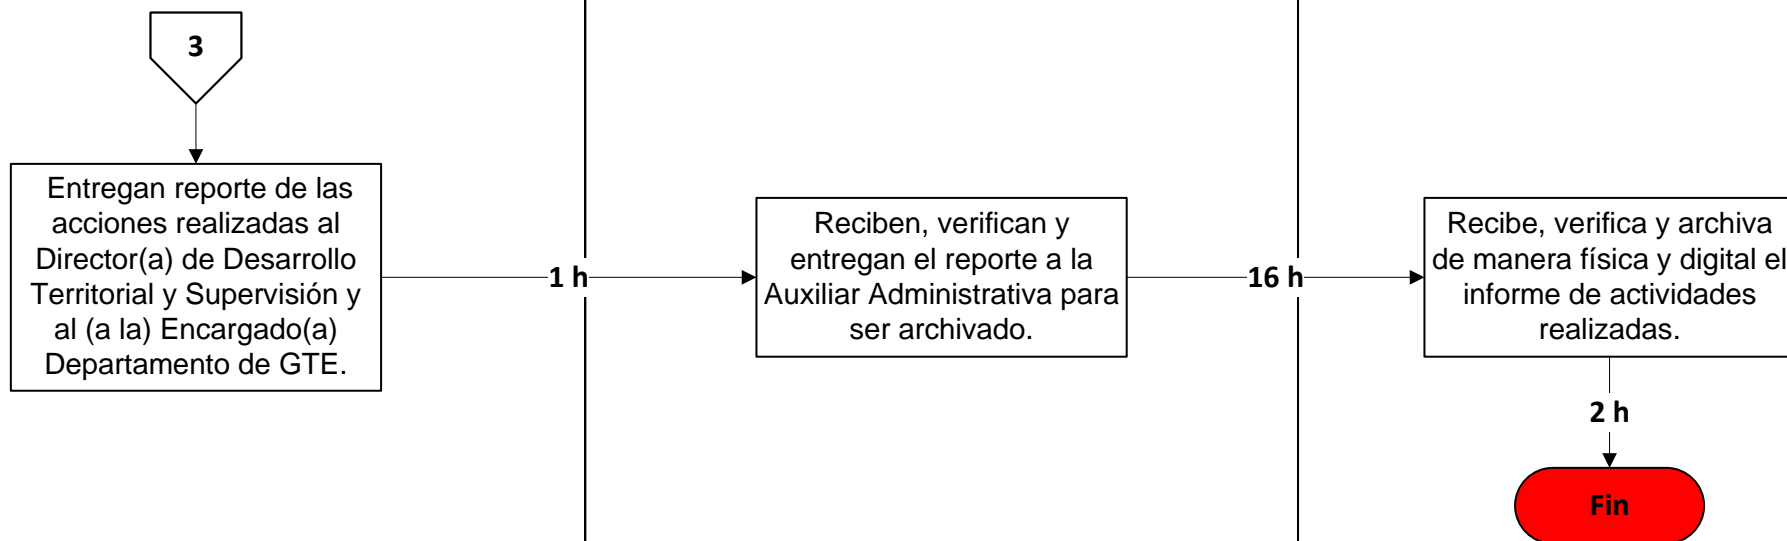 3
Entregan reporte de las
acciones realizadas al
Director(a) de Desarrollo
Territorial y Supervisión y
al (a la) Encargado(a)
Departamento de GTE.
1 h
Reciben, verifican y
entregan el reporte a la
Auxiliar Administrativa para
ser archivado.
16 h
Recibe, verifica y archiva
de manera física y digital el
informe de actividades
realizadas.
2 h
Fin